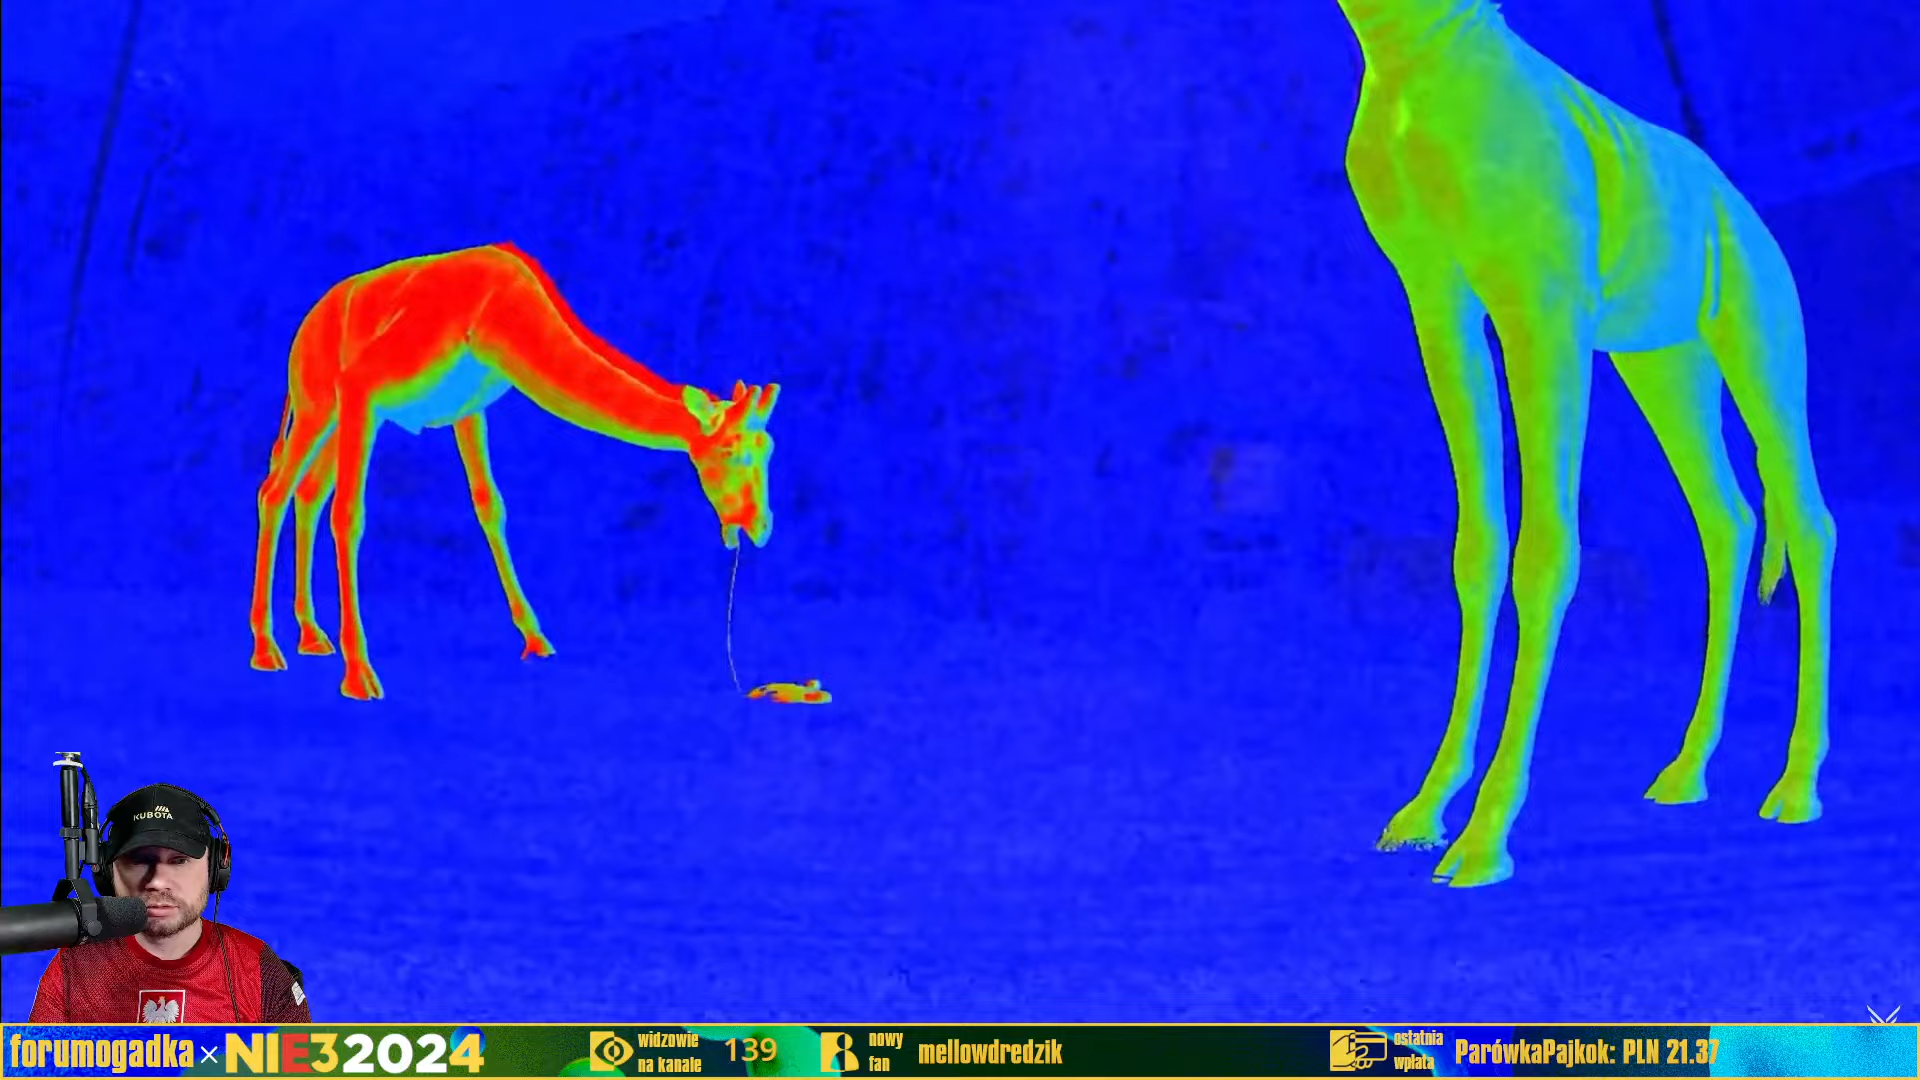 KUBOTA
forumogadka × NIE32024
widzowie
na kanale
139
nowy
fan
mellowdredzik
ostatnia
wpłata
ParówkaPajkok: PLN 21.37